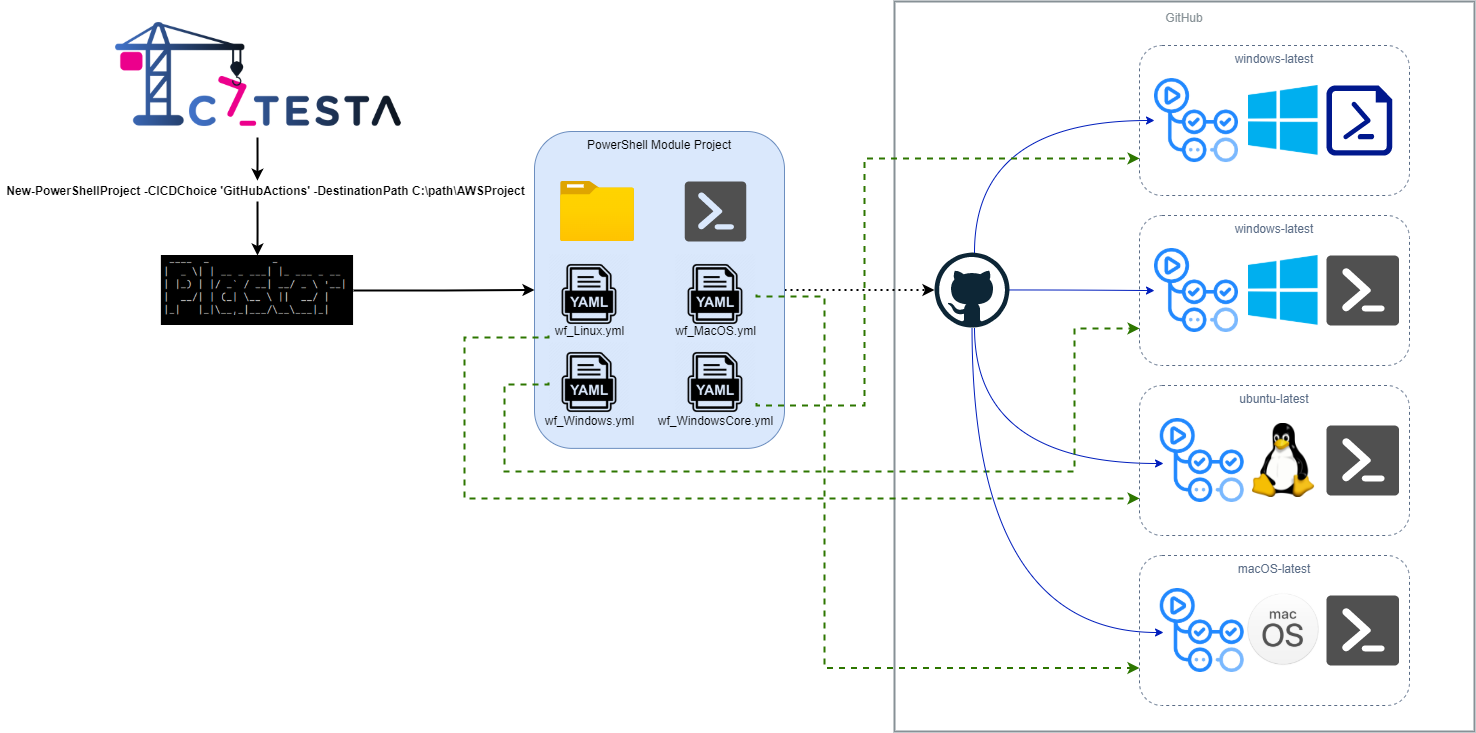 C TESTA
New-PowerShellProject -CICDChoice 'GitHubActions' -DestinationPath C:\path\AWSProject
Plaster
PowerShell Module Project
YAML
wf_Linux.yml
YAML
wf_MacOS.yml
YAML
wf_Windows.yml
YAML
wf_WindowsCore.yml
GitHub
windows-latest
windows-latest
ubuntu-latest
macOS-latest
mac
OS